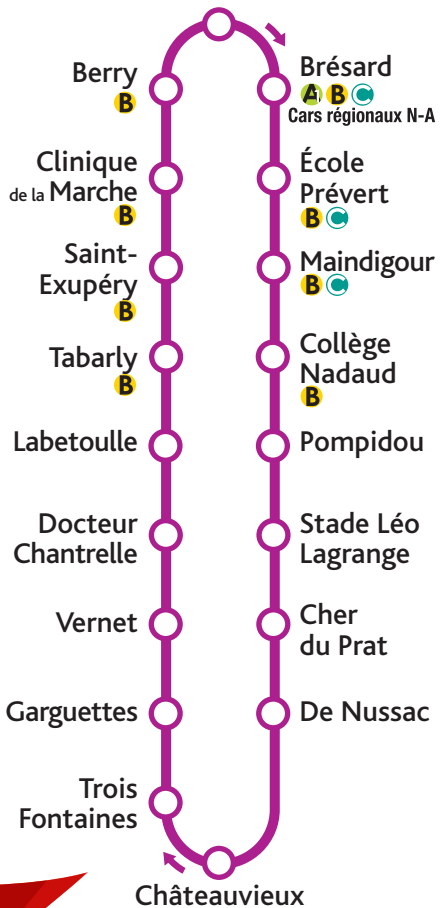 Berry
B
Clinique
de la Marche
B
Saint-
Exupéry
B
Tabarly
B
Labetoulle
Docteur
Chantrelle
Vernet
Garguettes
Trois
Fontaines
Brésard
A B C
Cars régionaux N-A
École
Prévert
B C
Maindigour
B C
Collège
Nadaud
B
Pompidou
Stade Léo
Lagrange
Cher
du Prat
De Nussac
Châteauvieux